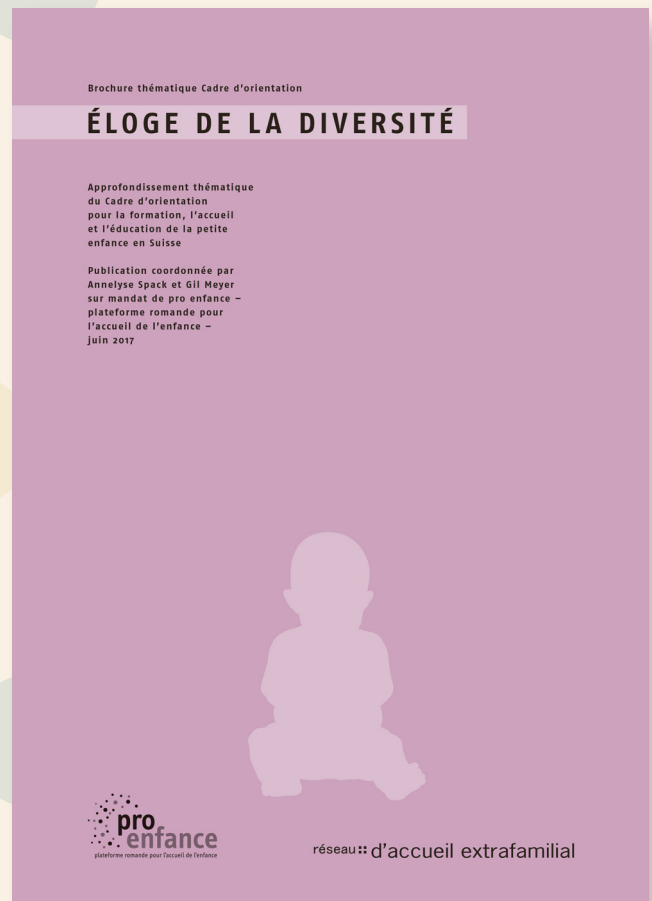 Brochure thématique Cadre d'orientation
ÉLOGE DE LA DIVERSITÉ
Approfondissement thématique
du Cadre d'orientation
pour la formation, l'accueil
et l'éducation de la petite
enfance en Suisse
Publication coordonnée par
Annelyse Spack et Gil Meyer
sur mandat de pro enfance –
plateforme romande pour
l'accueil de l'enfance –
juin 2017
pro
enfance
plateforme romande pour l'accueil de l'enfance
réseau :: d'accueil extrafamilial